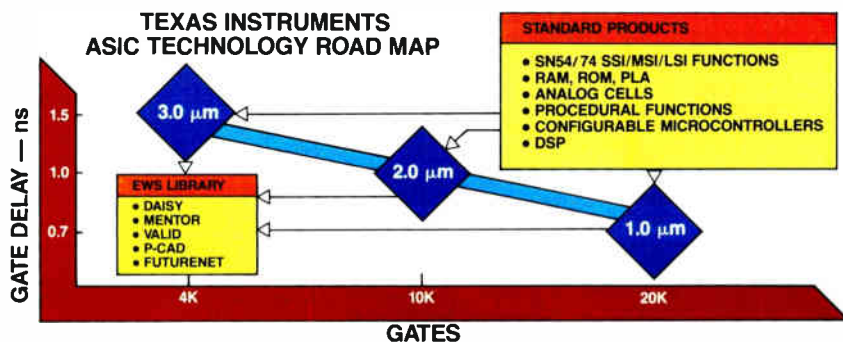 TEXAS INSTRUMENTS
ASIC TECHNOLOGY ROAD MAP
STANDARD PRODUCTS
• SN54/74 SSI/MSI/LSI FUNCTIONS
• RAM, ROM, PLA
• ANALOG CELLS
• PROCEDURAL FUNCTIONS
• CONFIGURABLE MICROCONTROLLERS
• DSP
GATE DELAY — ns
1.5
1.0
0.7
3.0 μm
2.0 μm
1.0 μm
EWS LIBRARY
• DAISY
• MENTOR
• VALID
• P-CAD
• FUTURENET
4K
10K
20K
GATES